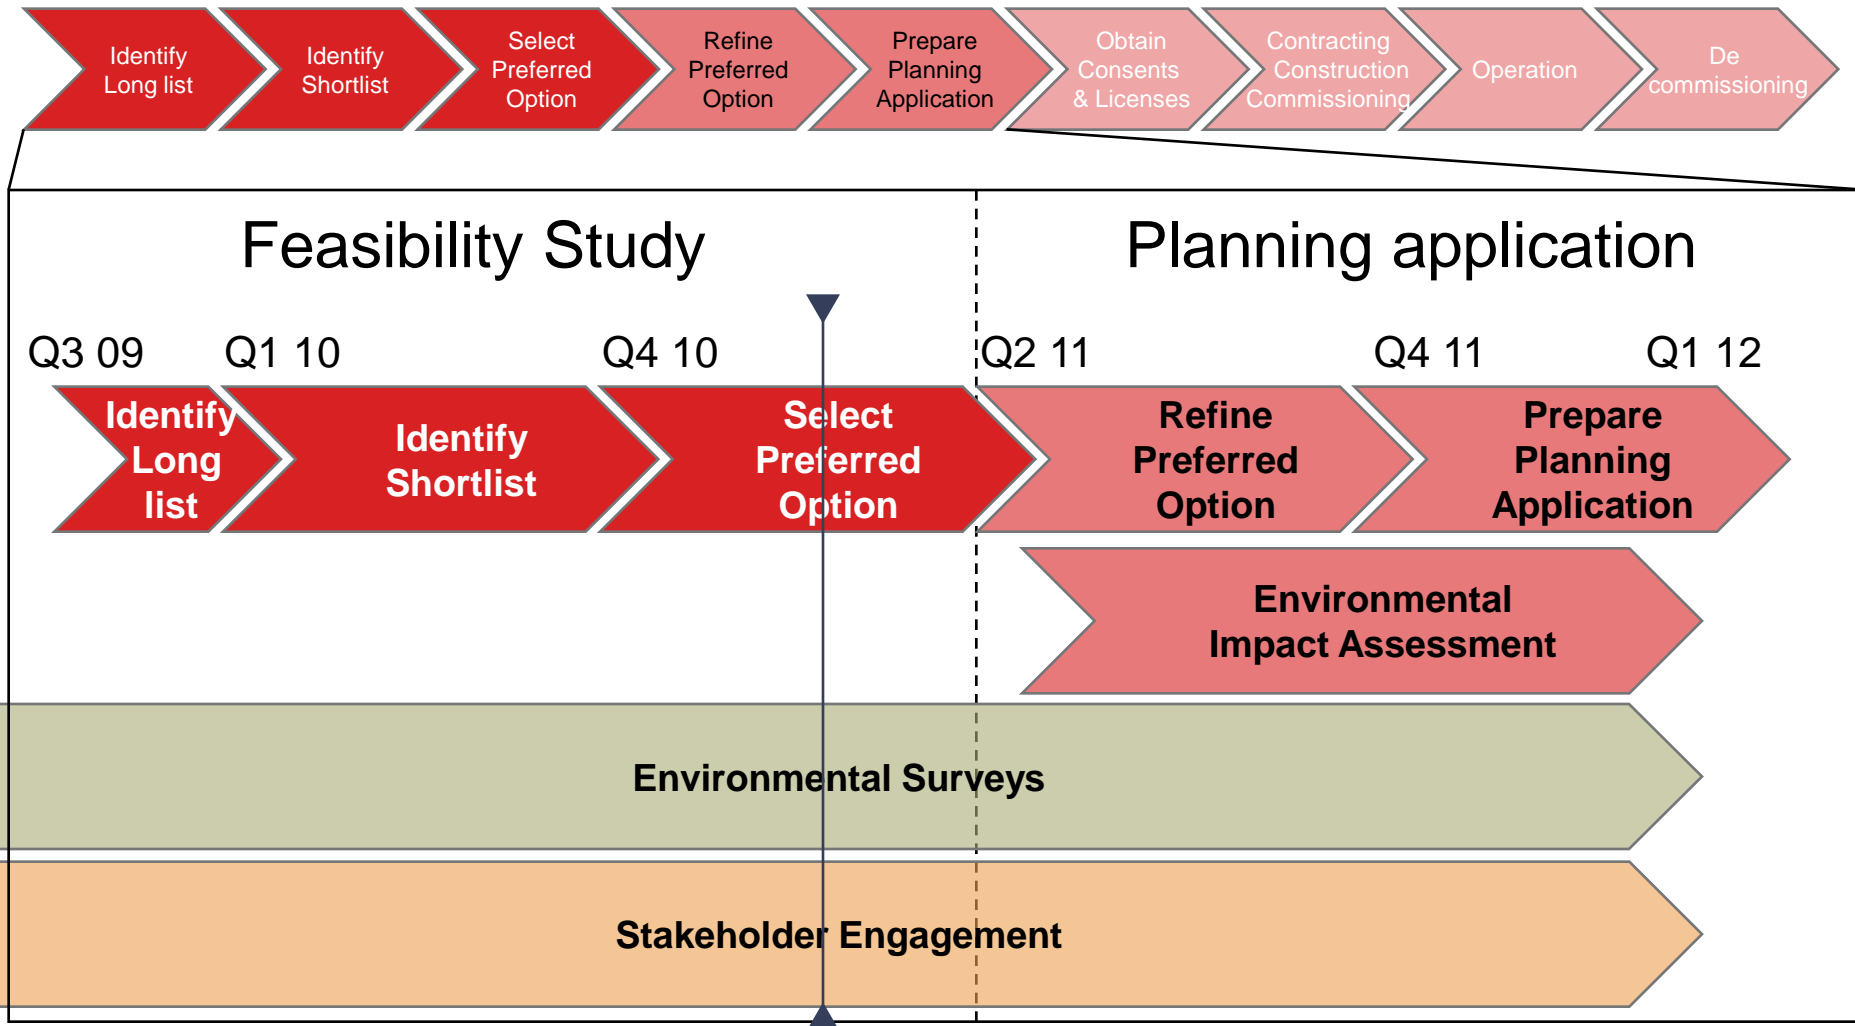 Identify
Long list
Identify
Shortlist
Select
Preferred
Option
Refine
Preferred
Option
Prepare
Planning
Application
Obtain
Consents
& Licenses
Contracting
Construction
Commissioning
Operation
De
commissioning
Feasibility Study
Planning application
Q3 09
Q1 10
Q4 10
Q2 11
Q4 11
Q1 12
Identify
Long
list
Identify
Shortlist
Select
Preferred
Option
Refine
Preferred
Option
Prepare
Planning
Application
Environmental
Impact Assessment
Environmental Surveys
Stakeholder Engagement